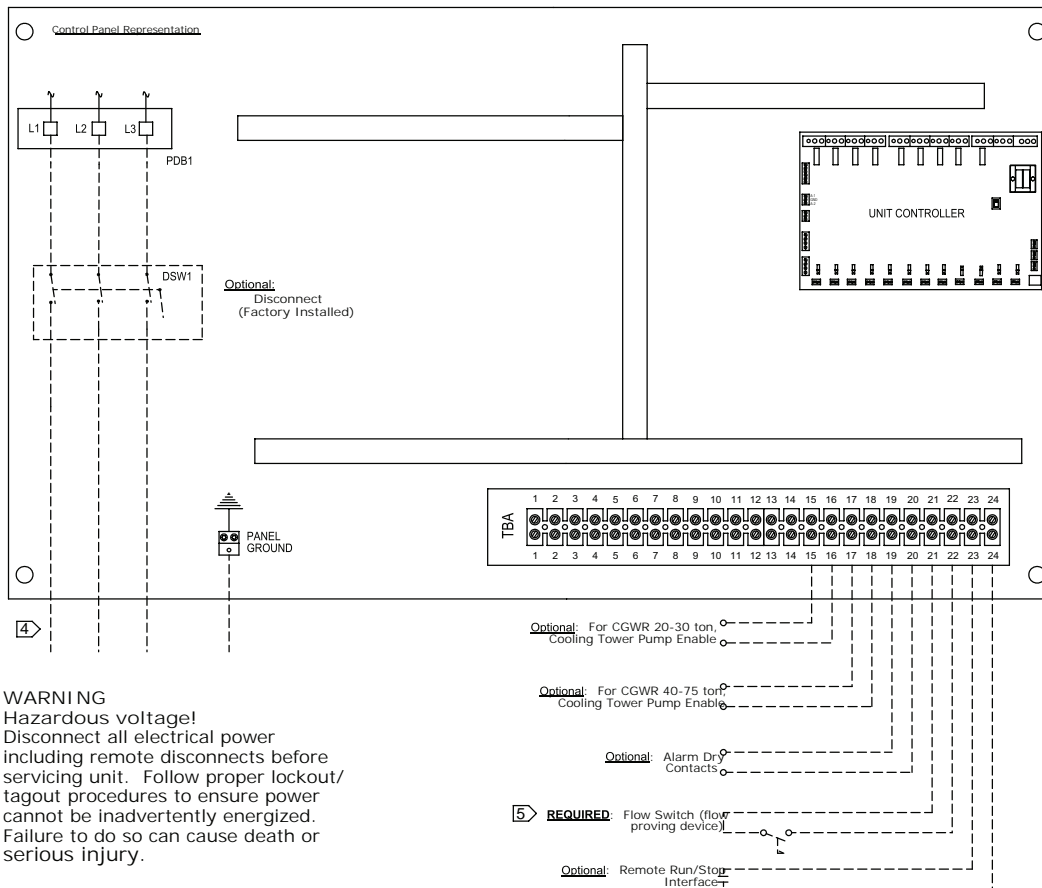 Control Panel Representation
L1 L2 L3
PDB1
UNIT CONTROLLER
DSW1
Optional:
Disconnect
(Factory Installed)
PANEL
GROUND
TBA
1 2 3 4 5 6 7 8 9 10 11 12 13 14 15 16 17 18 19 20 21 22 23 24
1 2 3 4 5 6 7 8 9 10 11 12 13 14 15 16 17 18 19 20 21 22 23 24
4
Optional: For CGWR 20-30 ton,
Cooling Tower Pump Enable
Optional: For CGWR 40-75 ton,
Cooling Tower Pump Enable
Optional: Alarm Dry
Contacts
5 REQUIRED: Flow Switch (flow
proving device)
Optional: Remote Run/Stop
Interface
WARNING
Hazardous voltage!
Disconnect all electrical power
including remote disconnects before
servicing unit. Follow proper lockout/
tagout procedures to ensure power
cannot be inadvertently energized.
Failure to do so can cause death or
serious injury.